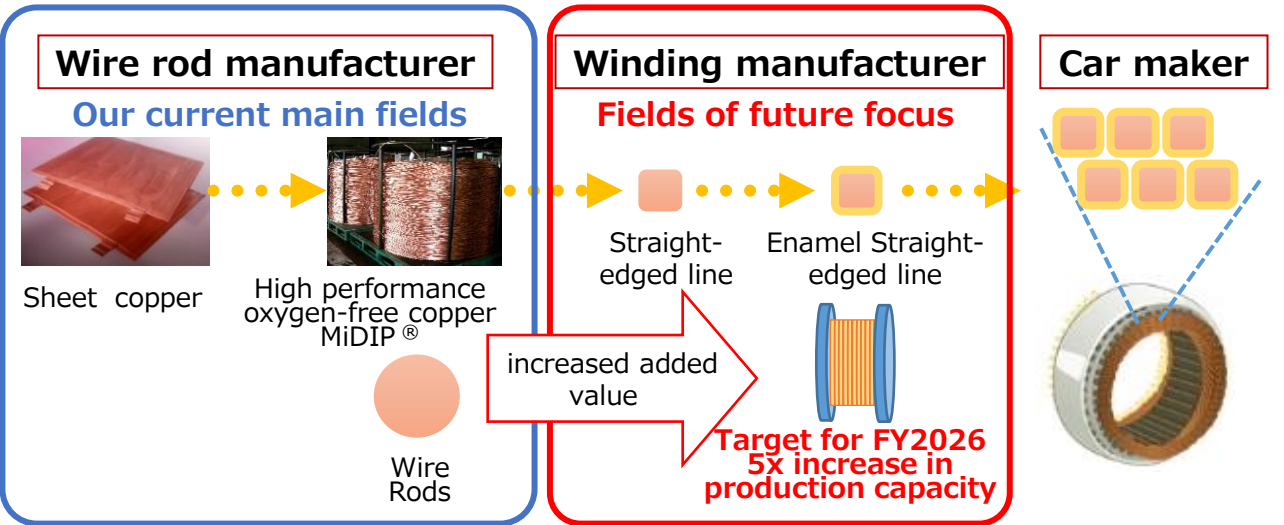 Wire rod manufacturer
Our current main fields
Sheet copper
High performance
oxygen-free copper
MiDIP ®
Wire
Rods
increased added
value
Winding manufacturer
Fields of future focus
Straight-
edged line
Enamel Straight-
edged line
Target for FY2026
5x increase in
production capacity
Car maker